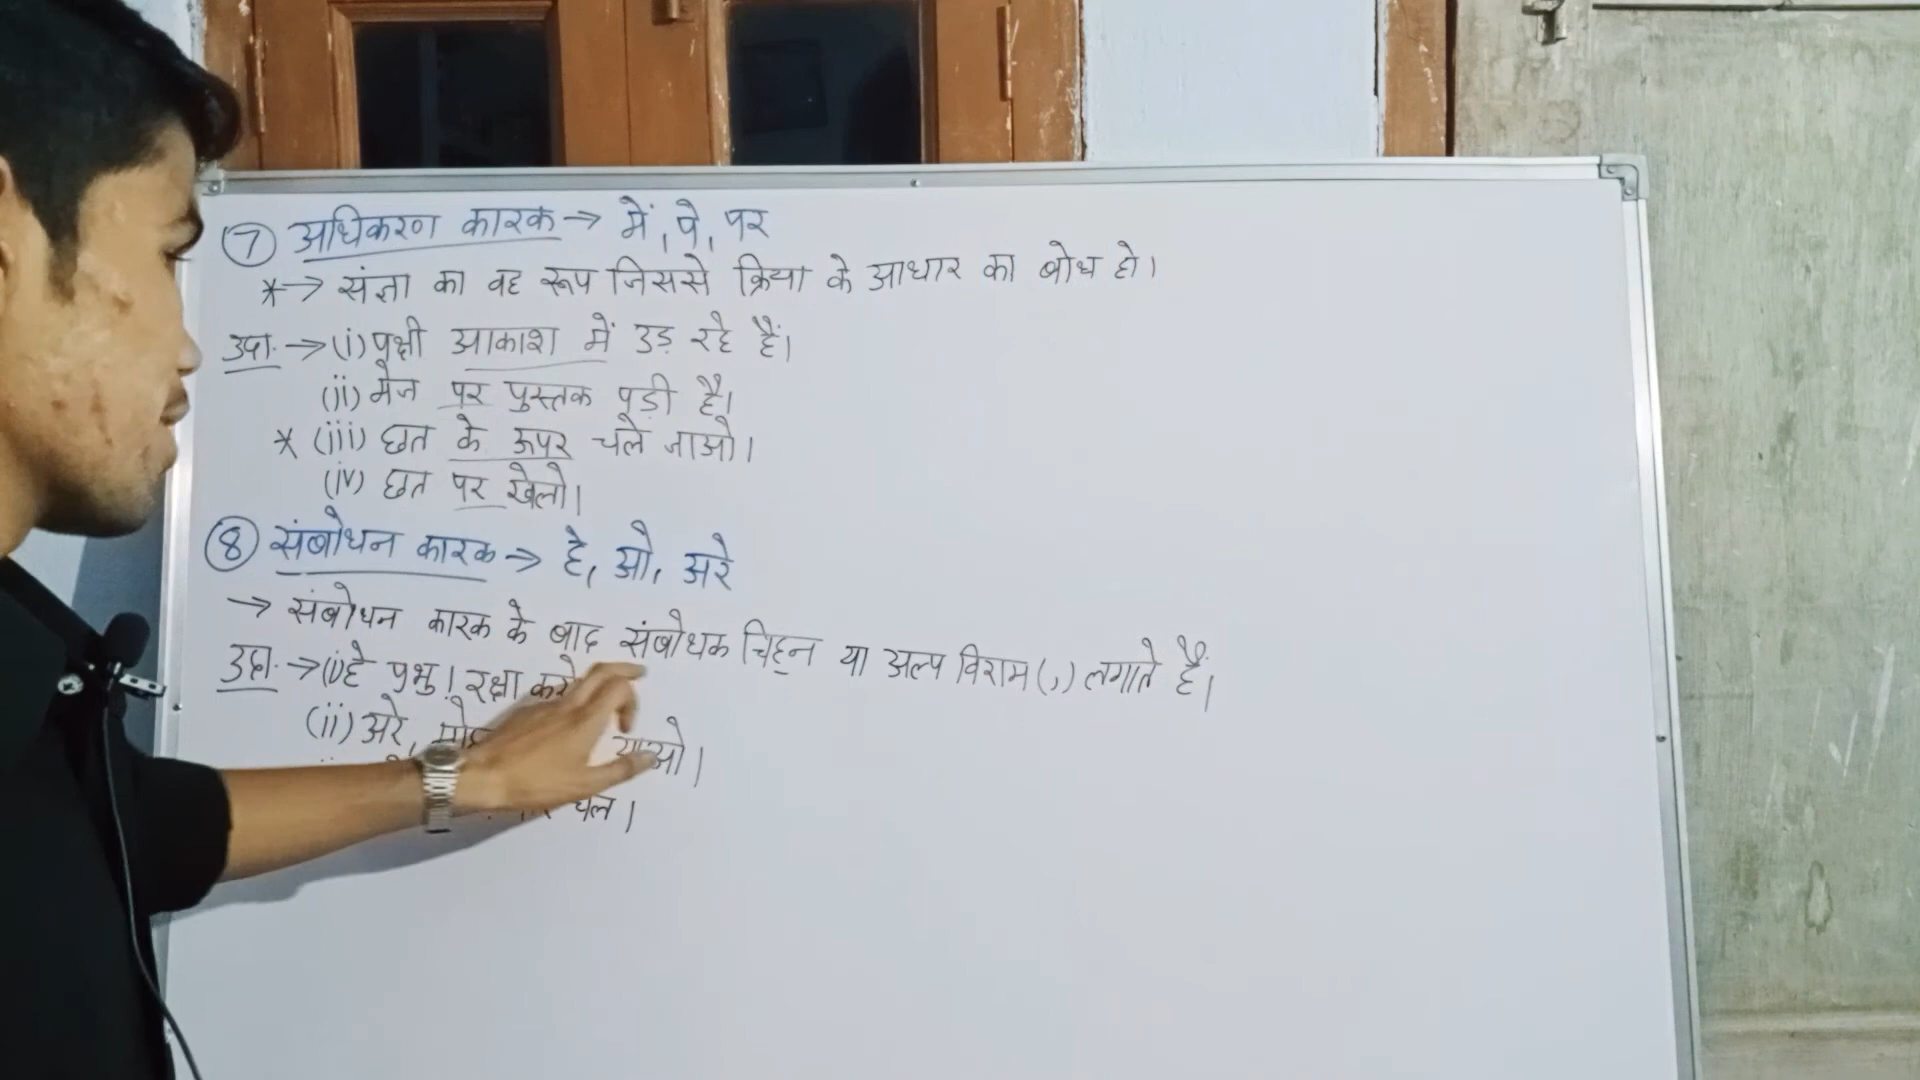 ⑦ अधिकरण कारक → में, पे, पर
* → संज्ञा का वह रूप जिससे क्रिया के आधार का बोध हो।
उदा. → (i) पक्षी आकाश में उड़ रहे हैं।
(ii) मेज पर पुस्तक पड़ी है।
* (iii) छत के ऊपर चले जाओ।
(iv) छत पर खेलो।
⑧ संबोधन कारक → हे, ओ, अरे
→ संबोधन कारक के बाद संबोधक चिह्न या अल्प विराम (,) लगाते हैं।
उदा. → (i) हे प्रभु! रक्षा करो
(ii) अरे,
चल।